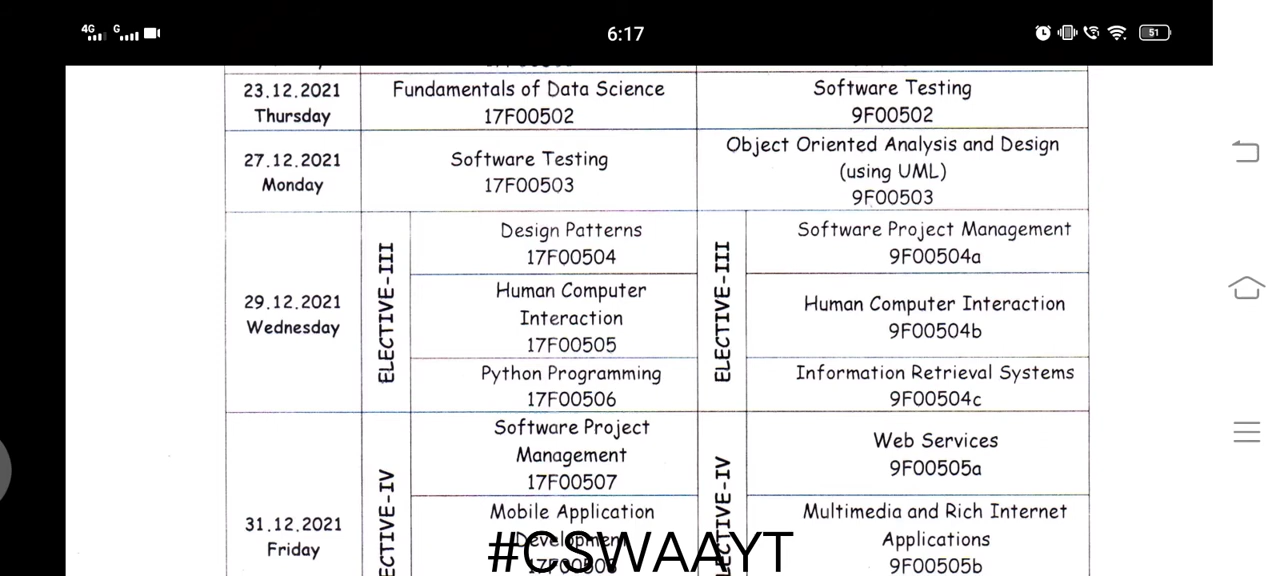 4G G 6:17 51
23.12.2021
Thursday
Fundamentals of Data Science
17F00502
Software Testing
9F00502
27.12.2021
Monday
Software Testing
17F00503
Object Oriented Analysis and Design
(using UML)
9F00503
29.12.2021
Wednesday
ELECTIVE-III
Design Patterns
17F00504
Human Computer
Interaction
17F00505
Python Programming
17F00506
ELECTIVE-III
Software Project Management
9F00504a
Human Computer Interaction
9F00504b
Information Retrieval Systems
9F00504c
31.12.2021
Friday
ECTIVE-IV
Software Project
Management
17F00507
Mobile Application
Development
17F00508
LECTIVE-IV
Web Services
9F00505a
Multimedia and Rich Internet
Applications
9F00505b
#CSWAAYT